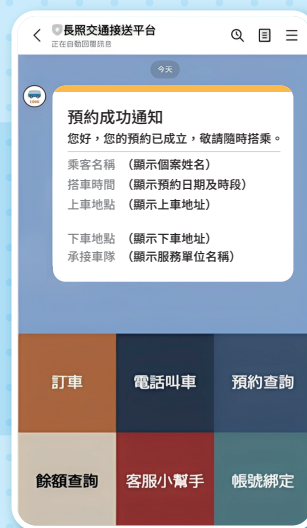 長照交通接送平台
正在自動回覆訊息
今天
預約成功通知
您好，您的預約已成立，敬請隨時搭乘。
乘客名稱 （顯示個案姓名）
搭車時間 （顯示預約日期及時段）
上車地點 （顯示上車地址）
下車地點 （顯示下車地址）
承接車隊 （顯示服務單位名稱）
訂車 電話叫車 預約查詢
餘額查詢 客服小幫手 帳號綁定